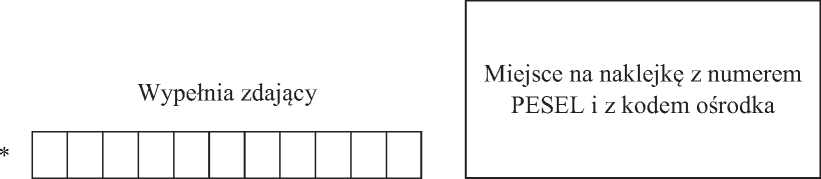 Wypełnia zdający
*
Miejsce na naklejkę z numerem
PESEL i z kodem ośrodka